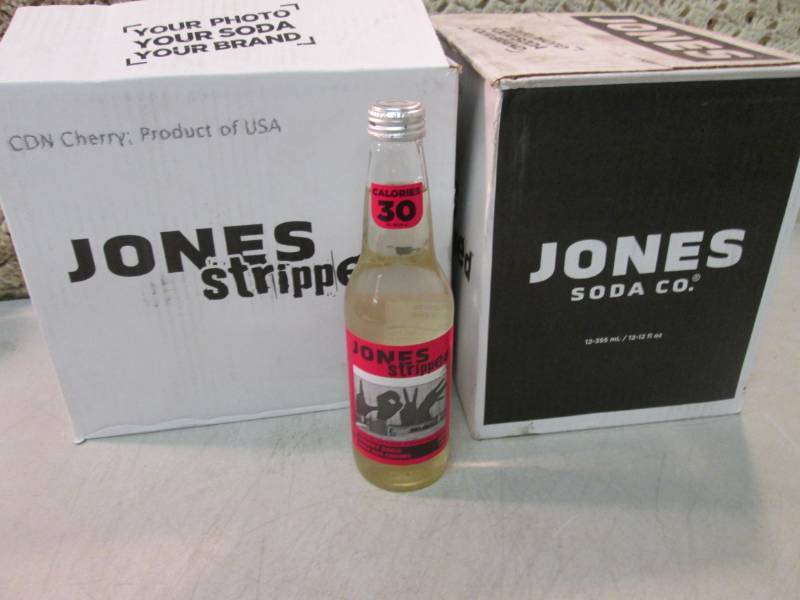 YOUR PHOTO
YOUR SODA
YOUR BRAND
CDN Cherry; Product of USA
JONES
stripped
CALORIES
30
JONES
stripped
JONES
JONES
SODA CO.®
12-355 mL / 12-12 fl oz